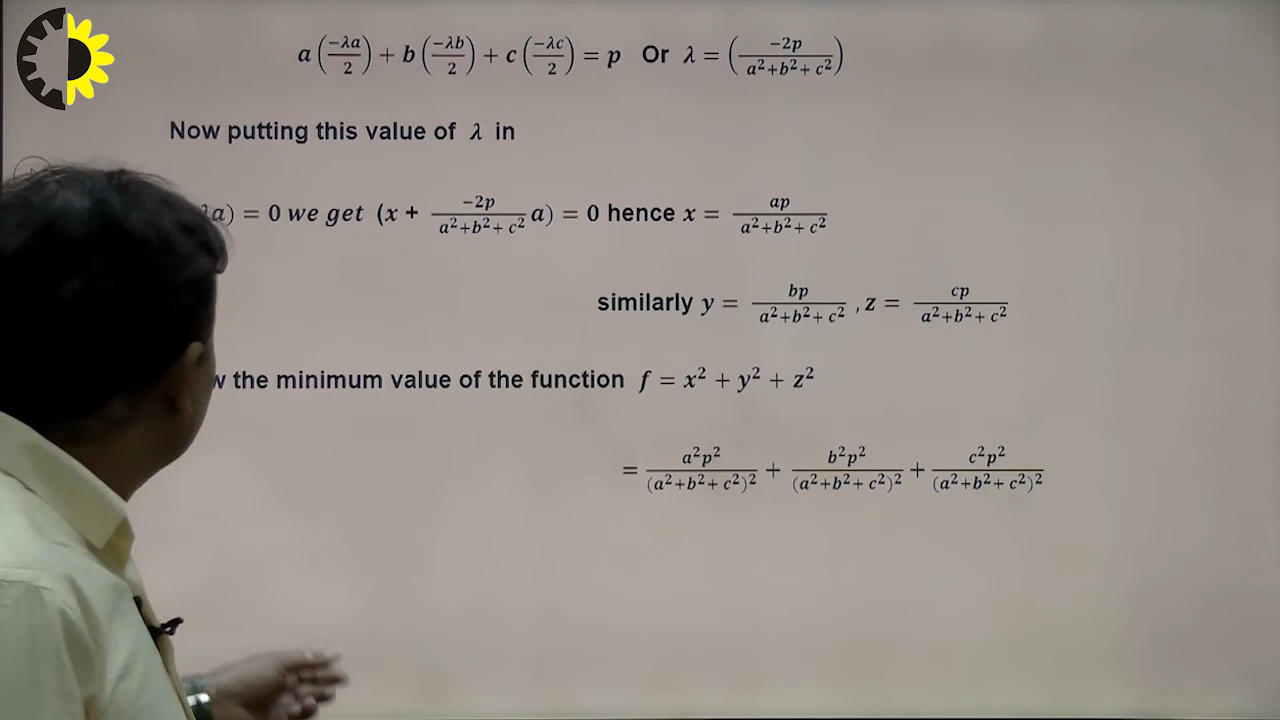 a(−λa/2) + b(−λb/2) + c(−λc/2) = p Or λ = (−2p/(a²+b²+ c²))
Now putting this value of λ in
a) = 0 we get (x + −2p/(a²+b²+ c²) a) = 0 hence x = ap/(a²+b²+ c²)
similarly y = bp/(a²+b²+ c²) , z = cp/(a²+b²+ c²)
the minimum value of the function f = x² + y² + z²
= a²p²/(a²+b²+ c²)² + b²p²/(a²+b²+ c²)² + c²p²/(a²+b²+ c²)²